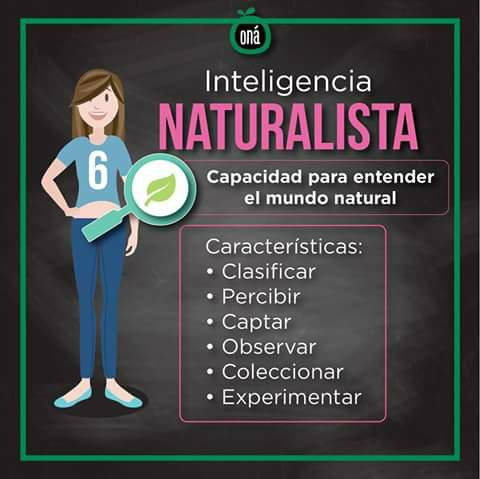 oná
Inteligencia
NATURALISTA
Capacidad para entender
el mundo natural
6
Características:
• Clasificar
• Percibir
• Captar
• Observar
• Coleccionar
• Experimentar